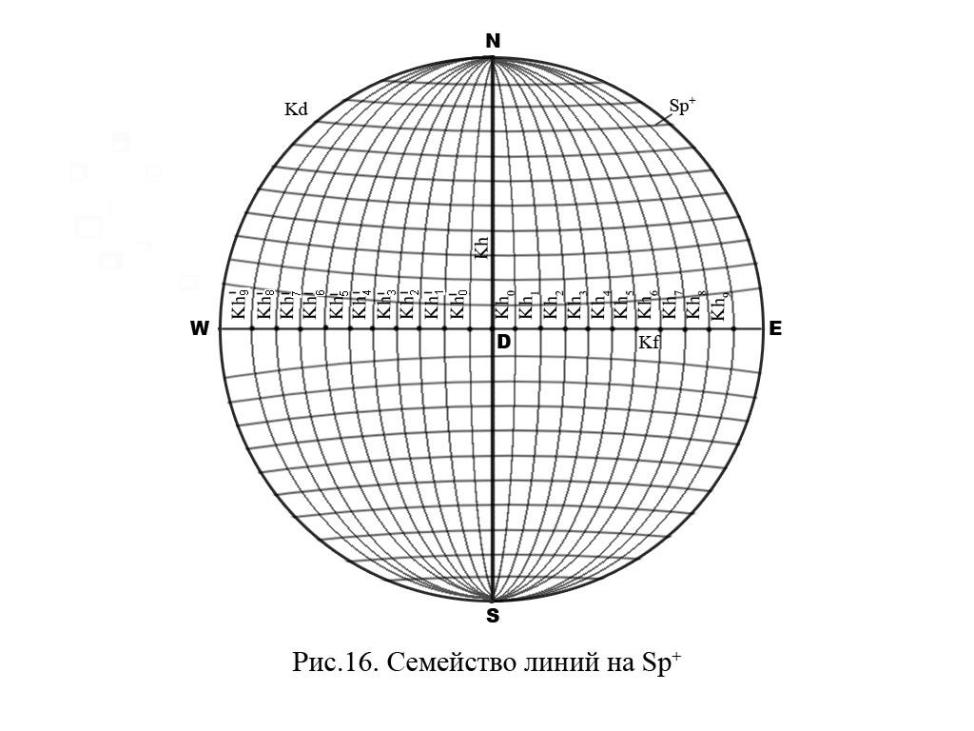 N
Kd
Sp⁺
Kh
Kh'₉ Kh'₈ Kh'₇ Kh'₆ Kh'₅ Kh'₄ Kh'₃ Kh'₂ Kh'₁ Kh'₀ Kh₀ Kh₁ Kh₂ Kh₃ Kh₄ Kh₅ Kh₆ Kh₇ Kh₈ Kh₉
W E
D Kf
S
Рис.16. Семейство линий на Sp⁺